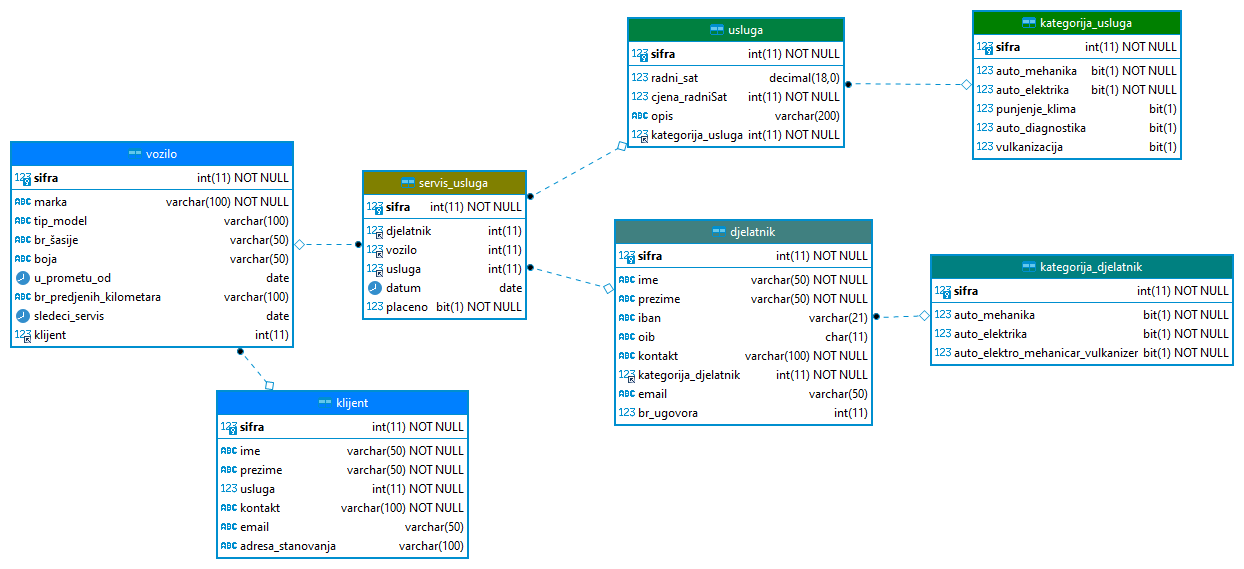 vozilo
123 sifra int(11) NOT NULL
ABC marka varchar(100) NOT NULL
ABC tip_model varchar(100)
ABC br_šasije varchar(50)
ABC boja varchar(50)
u_prometu_od date
ABC br_predjenih_kilometara varchar(100)
sledeci_servis date
123 klijent int(11)
klijent
123 sifra int(11) NOT NULL
ABC ime varchar(50) NOT NULL
ABC prezime varchar(50) NOT NULL
123 usluga int(11) NOT NULL
ABC kontakt varchar(100) NOT NULL
ABC email varchar(50)
ABC adresa_stanovanja varchar(100)
servis_usluga
123 sifra int(11) NOT NULL
123 djelatnik int(11)
123 vozilo int(11)
123 usluga int(11)
datum date
123 placeno bit(1) NOT NULL
usluga
123 sifra int(11) NOT NULL
123 radni_sat decimal(18,0)
123 cjena_radniSat int(11) NOT NULL
ABC opis varchar(200)
123 kategorija_usluga int(11) NOT NULL
djelatnik
123 sifra int(11) NOT NULL
ABC ime varchar(50) NOT NULL
ABC prezime varchar(50) NOT NULL
ABC iban varchar(21)
ABC oib char(11)
ABC kontakt varchar(100) NOT NULL
123 kategorija_djelatnik int(11) NOT NULL
ABC email varchar(50)
123 br_ugovora int(11)
kategorija_usluga
123 sifra int(11) NOT NULL
123 auto_mehanika bit(1) NOT NULL
123 auto_elektrika bit(1) NOT NULL
123 punjenje_klima bit(1)
123 auto_diagnostika bit(1)
123 vulkanizacija bit(1)
kategorija_djelatnik
123 sifra int(11) NOT NULL
123 auto_mehanika bit(1) NOT NULL
123 auto_elektrika bit(1) NOT NULL
123 auto_elektro_mehanicar_vulkanizer bit(1) NOT NULL